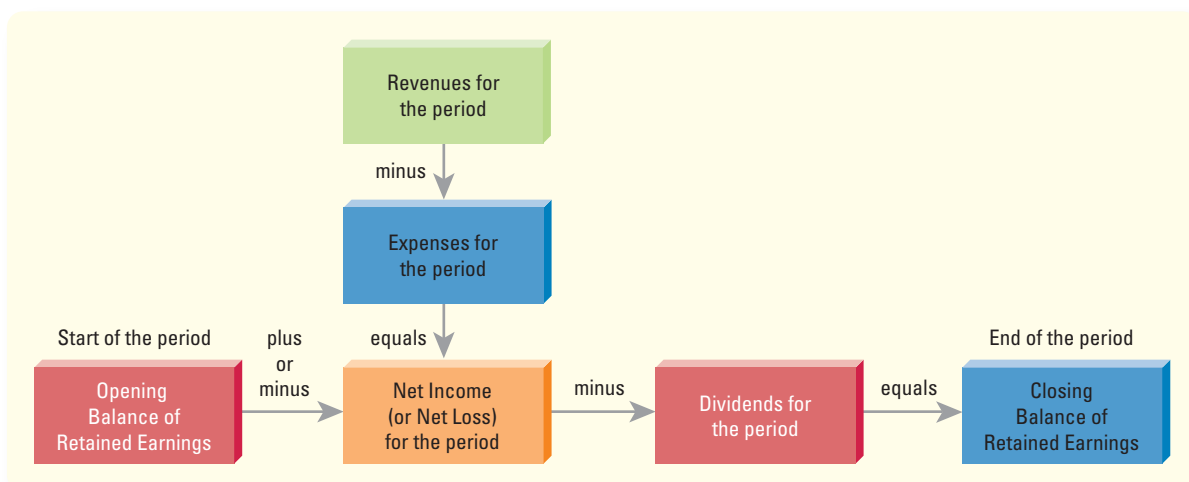 Revenues for
the period
minus
Expenses for
the period
equals
Start of the period
Opening
Balance of
Retained Earnings
plus
or
minus
Net Income
(or Net Loss)
for the period
minus
Dividends for
the period
equals
End of the period
Closing
Balance of
Retained Earnings